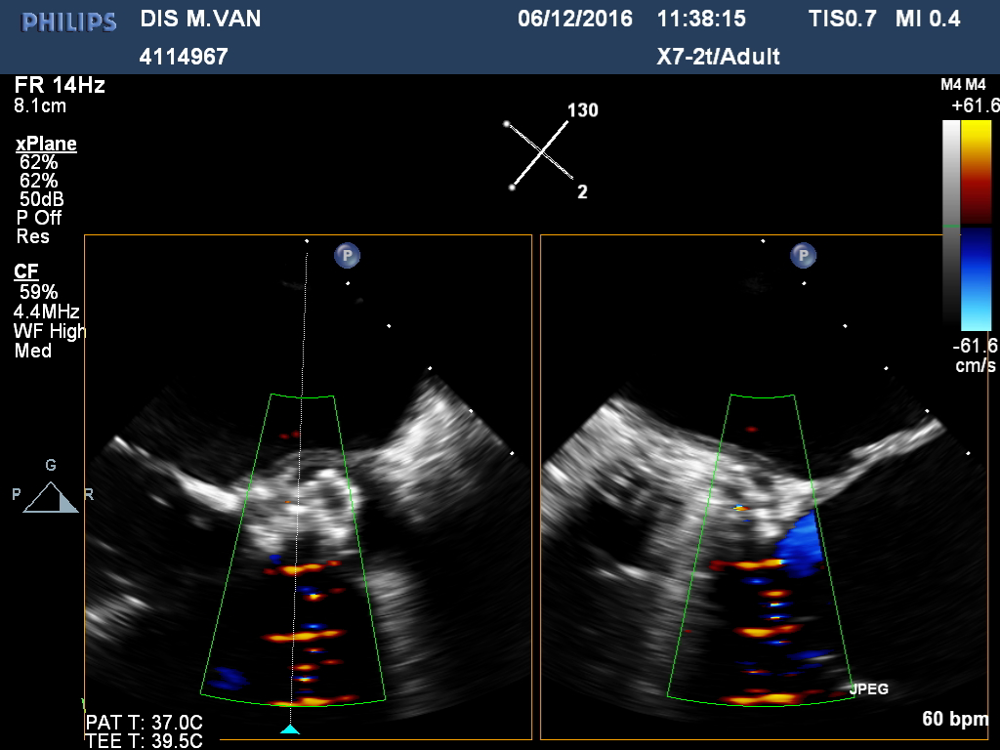 PHILIPS DIS M.VAN 06/12/2016 11:38:15 TIS0.7 MI 0.4
4114967 X7-2t/Adult
FR 14Hz
8.1cm
M4 M4
+61.6
xPlane
62%
62%
50dB
P Off
Res
CF
59%
4.4MHz
WF High
Med
130
2
P
P
-61.6
cm/s
G
P R
JPEG
PAT T: 37.0C
TEE T: 39.5C
60 bpm